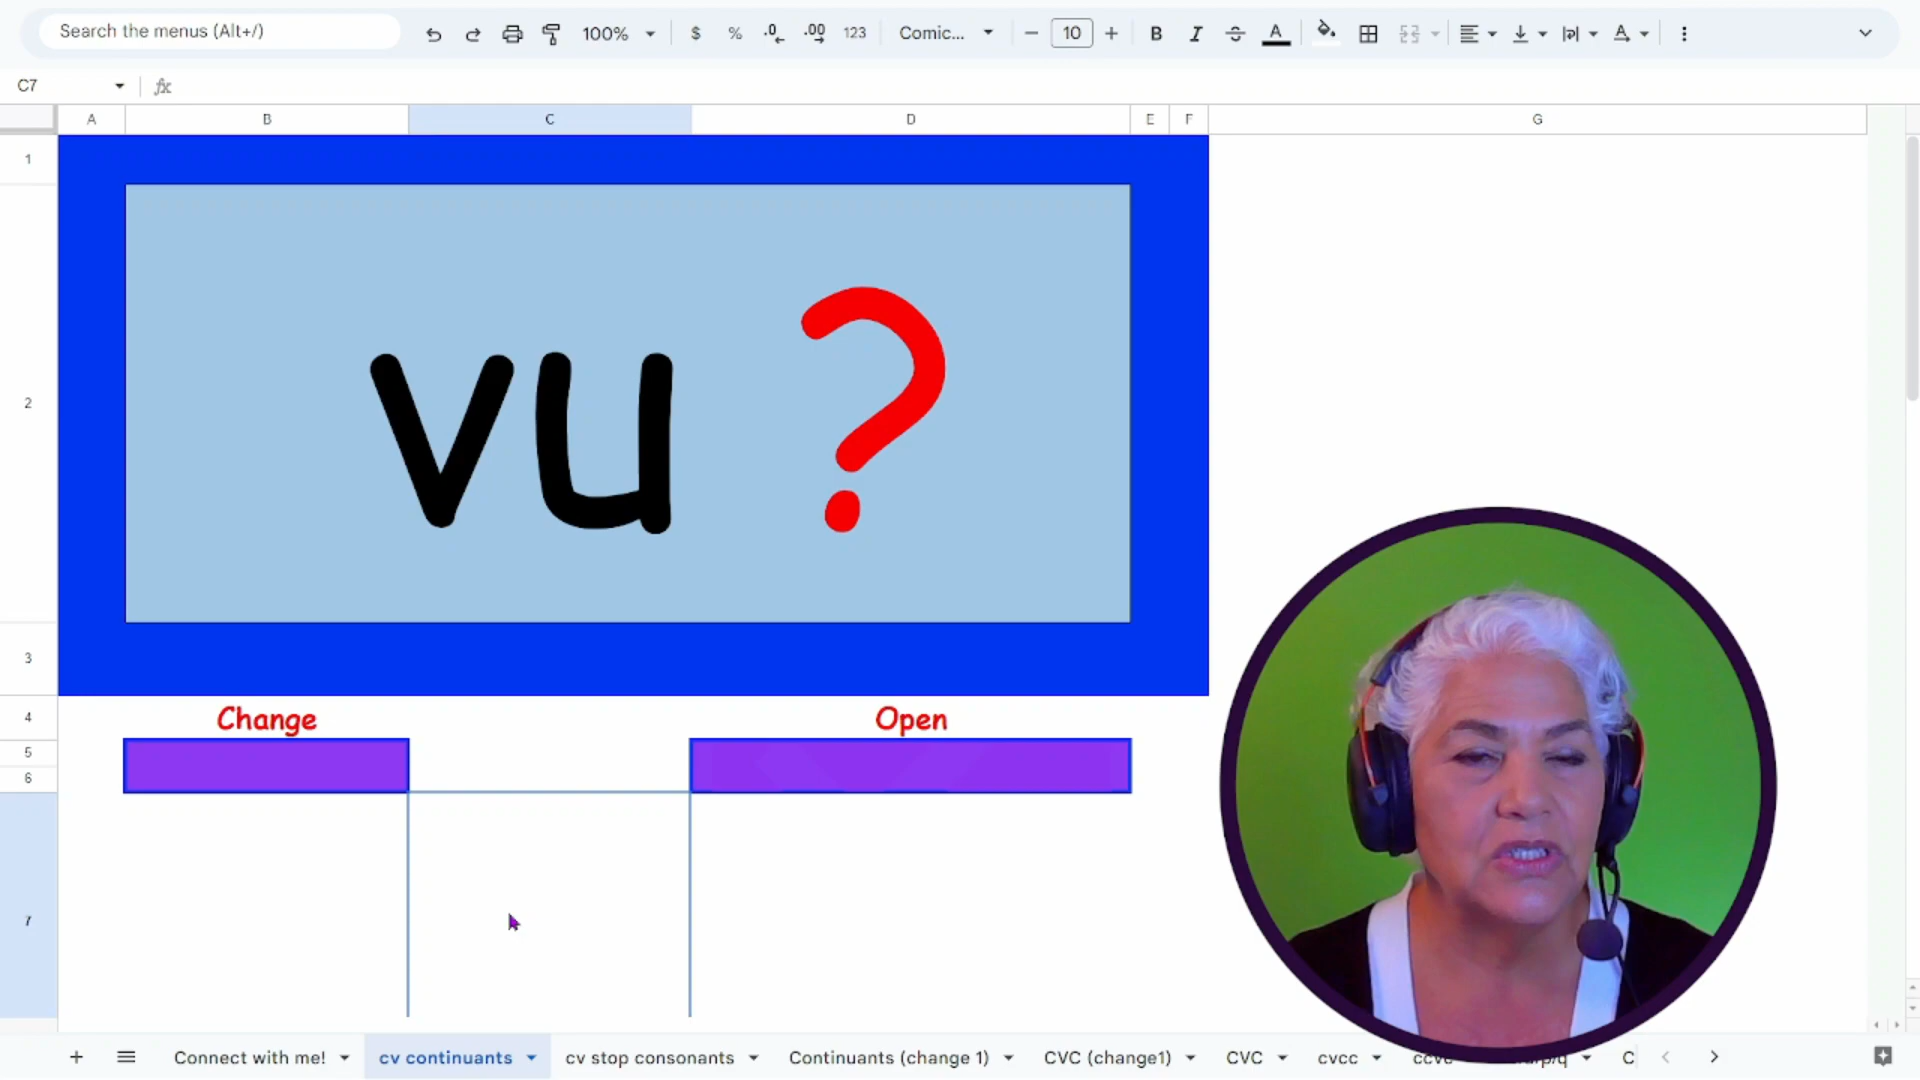 Search the menus (Alt+/)
100% $ % .0 .00 123 Comic... − 10 + B I A
C7 fx
A B C D E F G
1
2
vu ?
3
4 Change Open
5
6
7
+ Connect with me! cv continuants cv stop consonants Continuants (change 1) CVC (change1) CVC cvcc C